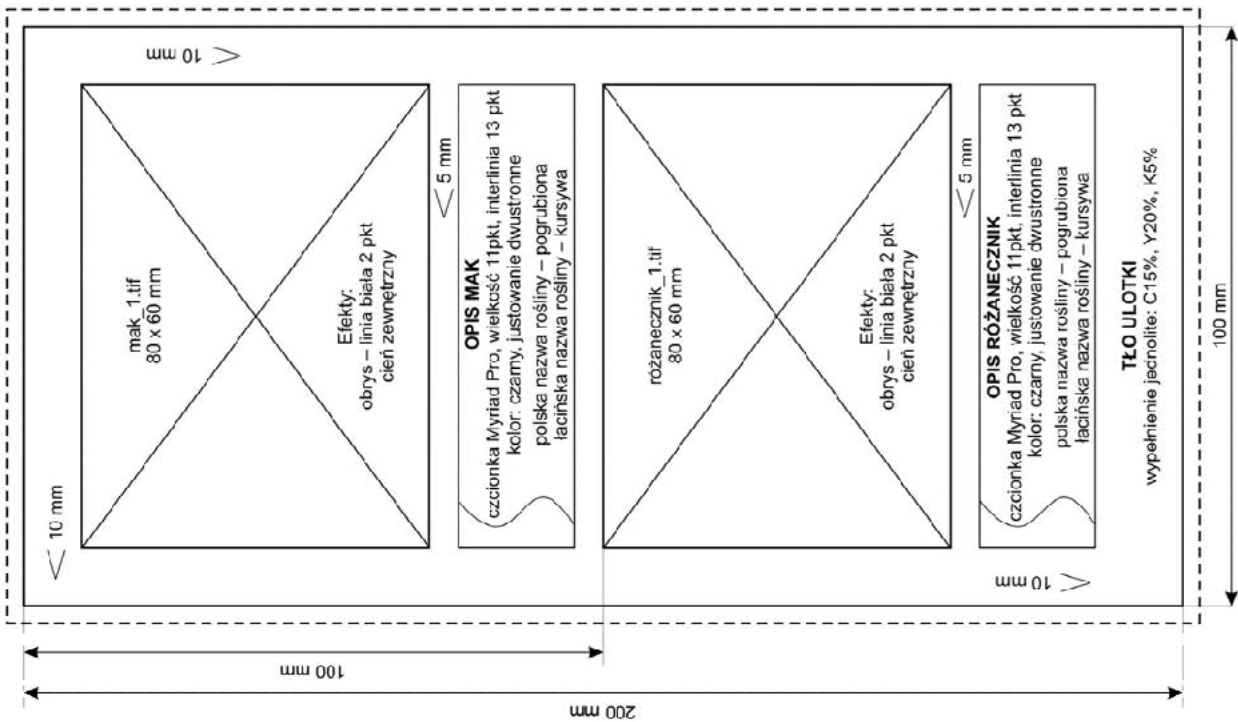 10 mm
10 mm
mak_1.tif
80 x 60 mm
Efekty:
obrys – linia biała 2 pkt
cień zewnętrzny
5 mm
OPIS MAK
czcionka Myriad Pro, wielkość 11pkt, interlinia 13 pkt
kolor: czarny, justowanie dwustronne
polska nazwa rośliny – pogrubiona
łacińska nazwa rośliny – kursywa
różanecznik_1.tif
80 x 60 mm
Efekty:
obrys – linia biała 2 pkt
cień zewnętrzny
5 mm
OPIS RÓŻANECZNIK
czcionka Myriad Pro, wielkość 11pkt, interlinia 13 pkt
kolor: czarny, justowanie dwustronne
polska nazwa rośliny – pogrubiona
łacińska nazwa rośliny – kursywa
10 mm
TŁO ULOTKI
wypełnienie jednolite: C15%, Y20%, K5%
100 mm
100 mm
200 mm